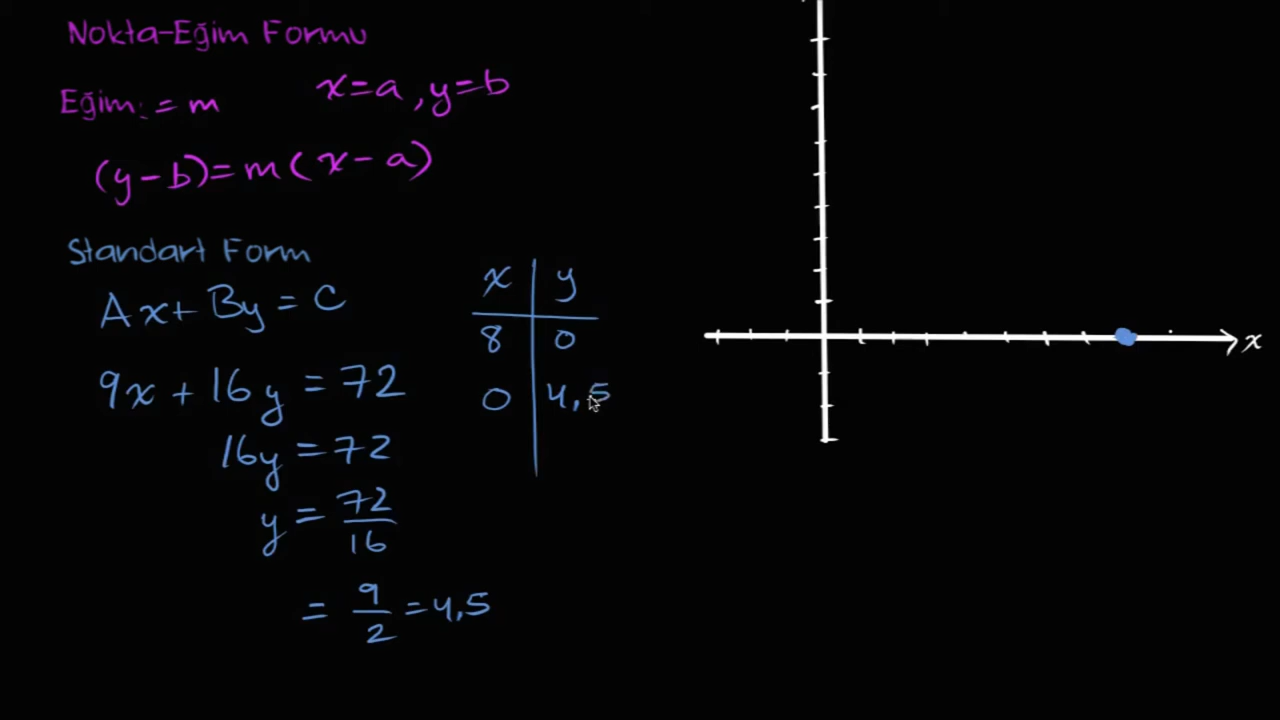 Nokta-Eğim Formu
Eğim = m x=a, y=b
(y-b)=m(x-a)
Standart Form
Ax+By=C
9x+16y=72
16y=72
y=72/16
=9/2=4,5
x y
8 0
0 4,5
x